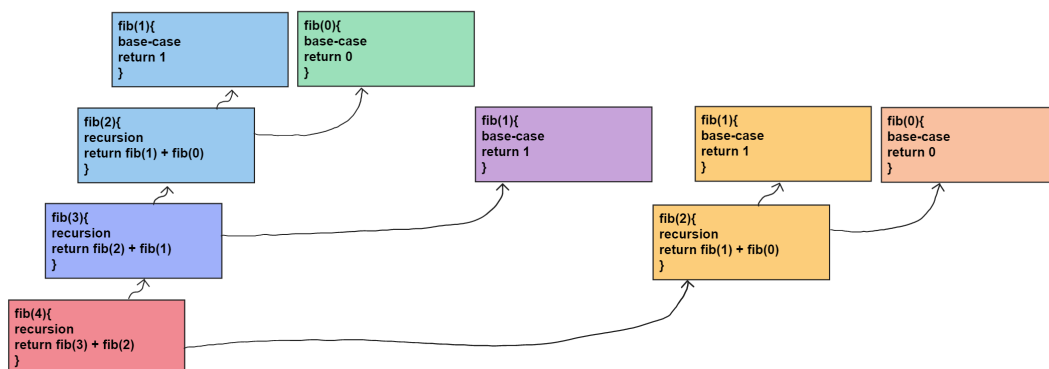 fib(1){
base-case
return 1
}
fib(0){
base-case
return 0
}
fib(2){
recursion
return fib(1) + fib(0)
}
fib(1){
base-case
return 1
}
fib(1){
base-case
return 1
}
fib(0){
base-case
return 0
}
fib(3){
recursion
return fib(2) + fib(1)
}
fib(2){
recursion
return fib(1) + fib(0)
}
fib(4){
recursion
return fib(3) + fib(2)
}